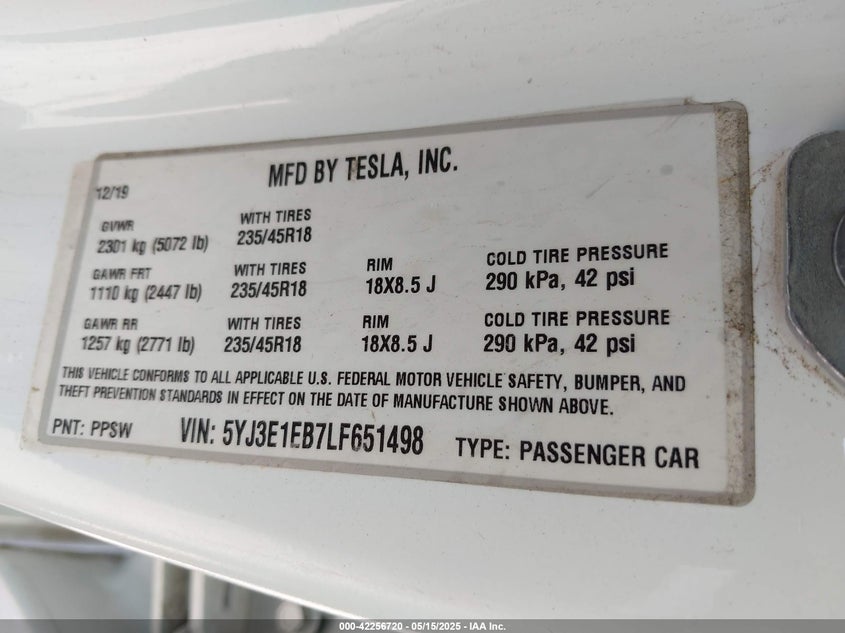 MFD BY TESLA, INC.
12/19
GVWR
2301 kg (5072 lb)
WITH TIRES
235/45R18
GAWR FRT
1110 kg (2447 lb)
WITH TIRES
235/45R18
RIM
18X8.5 J
COLD TIRE PRESSURE
290 kPa, 42 psi
GAWR RR
1257 kg (2771 lb)
WITH TIRES
235/45R18
RIM
18X8.5 J
COLD TIRE PRESSURE
290 kPa, 42 psi
THIS VEHICLE CONFORMS TO ALL APPLICABLE U.S. FEDERAL MOTOR VEHICLE SAFETY, BUMPER, AND
THEFT PREVENTION STANDARDS IN EFFECT ON THE DATE OF MANUFACTURE SHOWN ABOVE.
PNT: PPSW VIN: 5YJ3E1EB7LF651498 TYPE: PASSENGER CAR
000-42256720 - 05/15/2025 - IAA Inc.